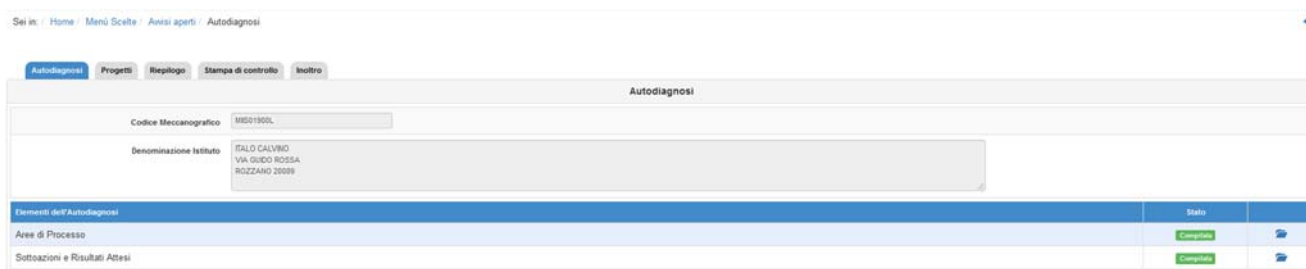 Sei in: / Home / Menù Scelte / Avvisi aperti / Autodiagnosi
Autodiagnosi Progetti Riepilogo Stampa di controllo Inoltro
Autodiagnosi
Codice Meccanografico MIIS01900L
Denominazione Istituto ITALO CALVINO
VIA GUIDO ROSSA
ROZZANO 20089
Elementi dell'Autodiagnosi Stato
Aree di Processo Compilata
Sottoazioni e Risultati Attesi Compilata